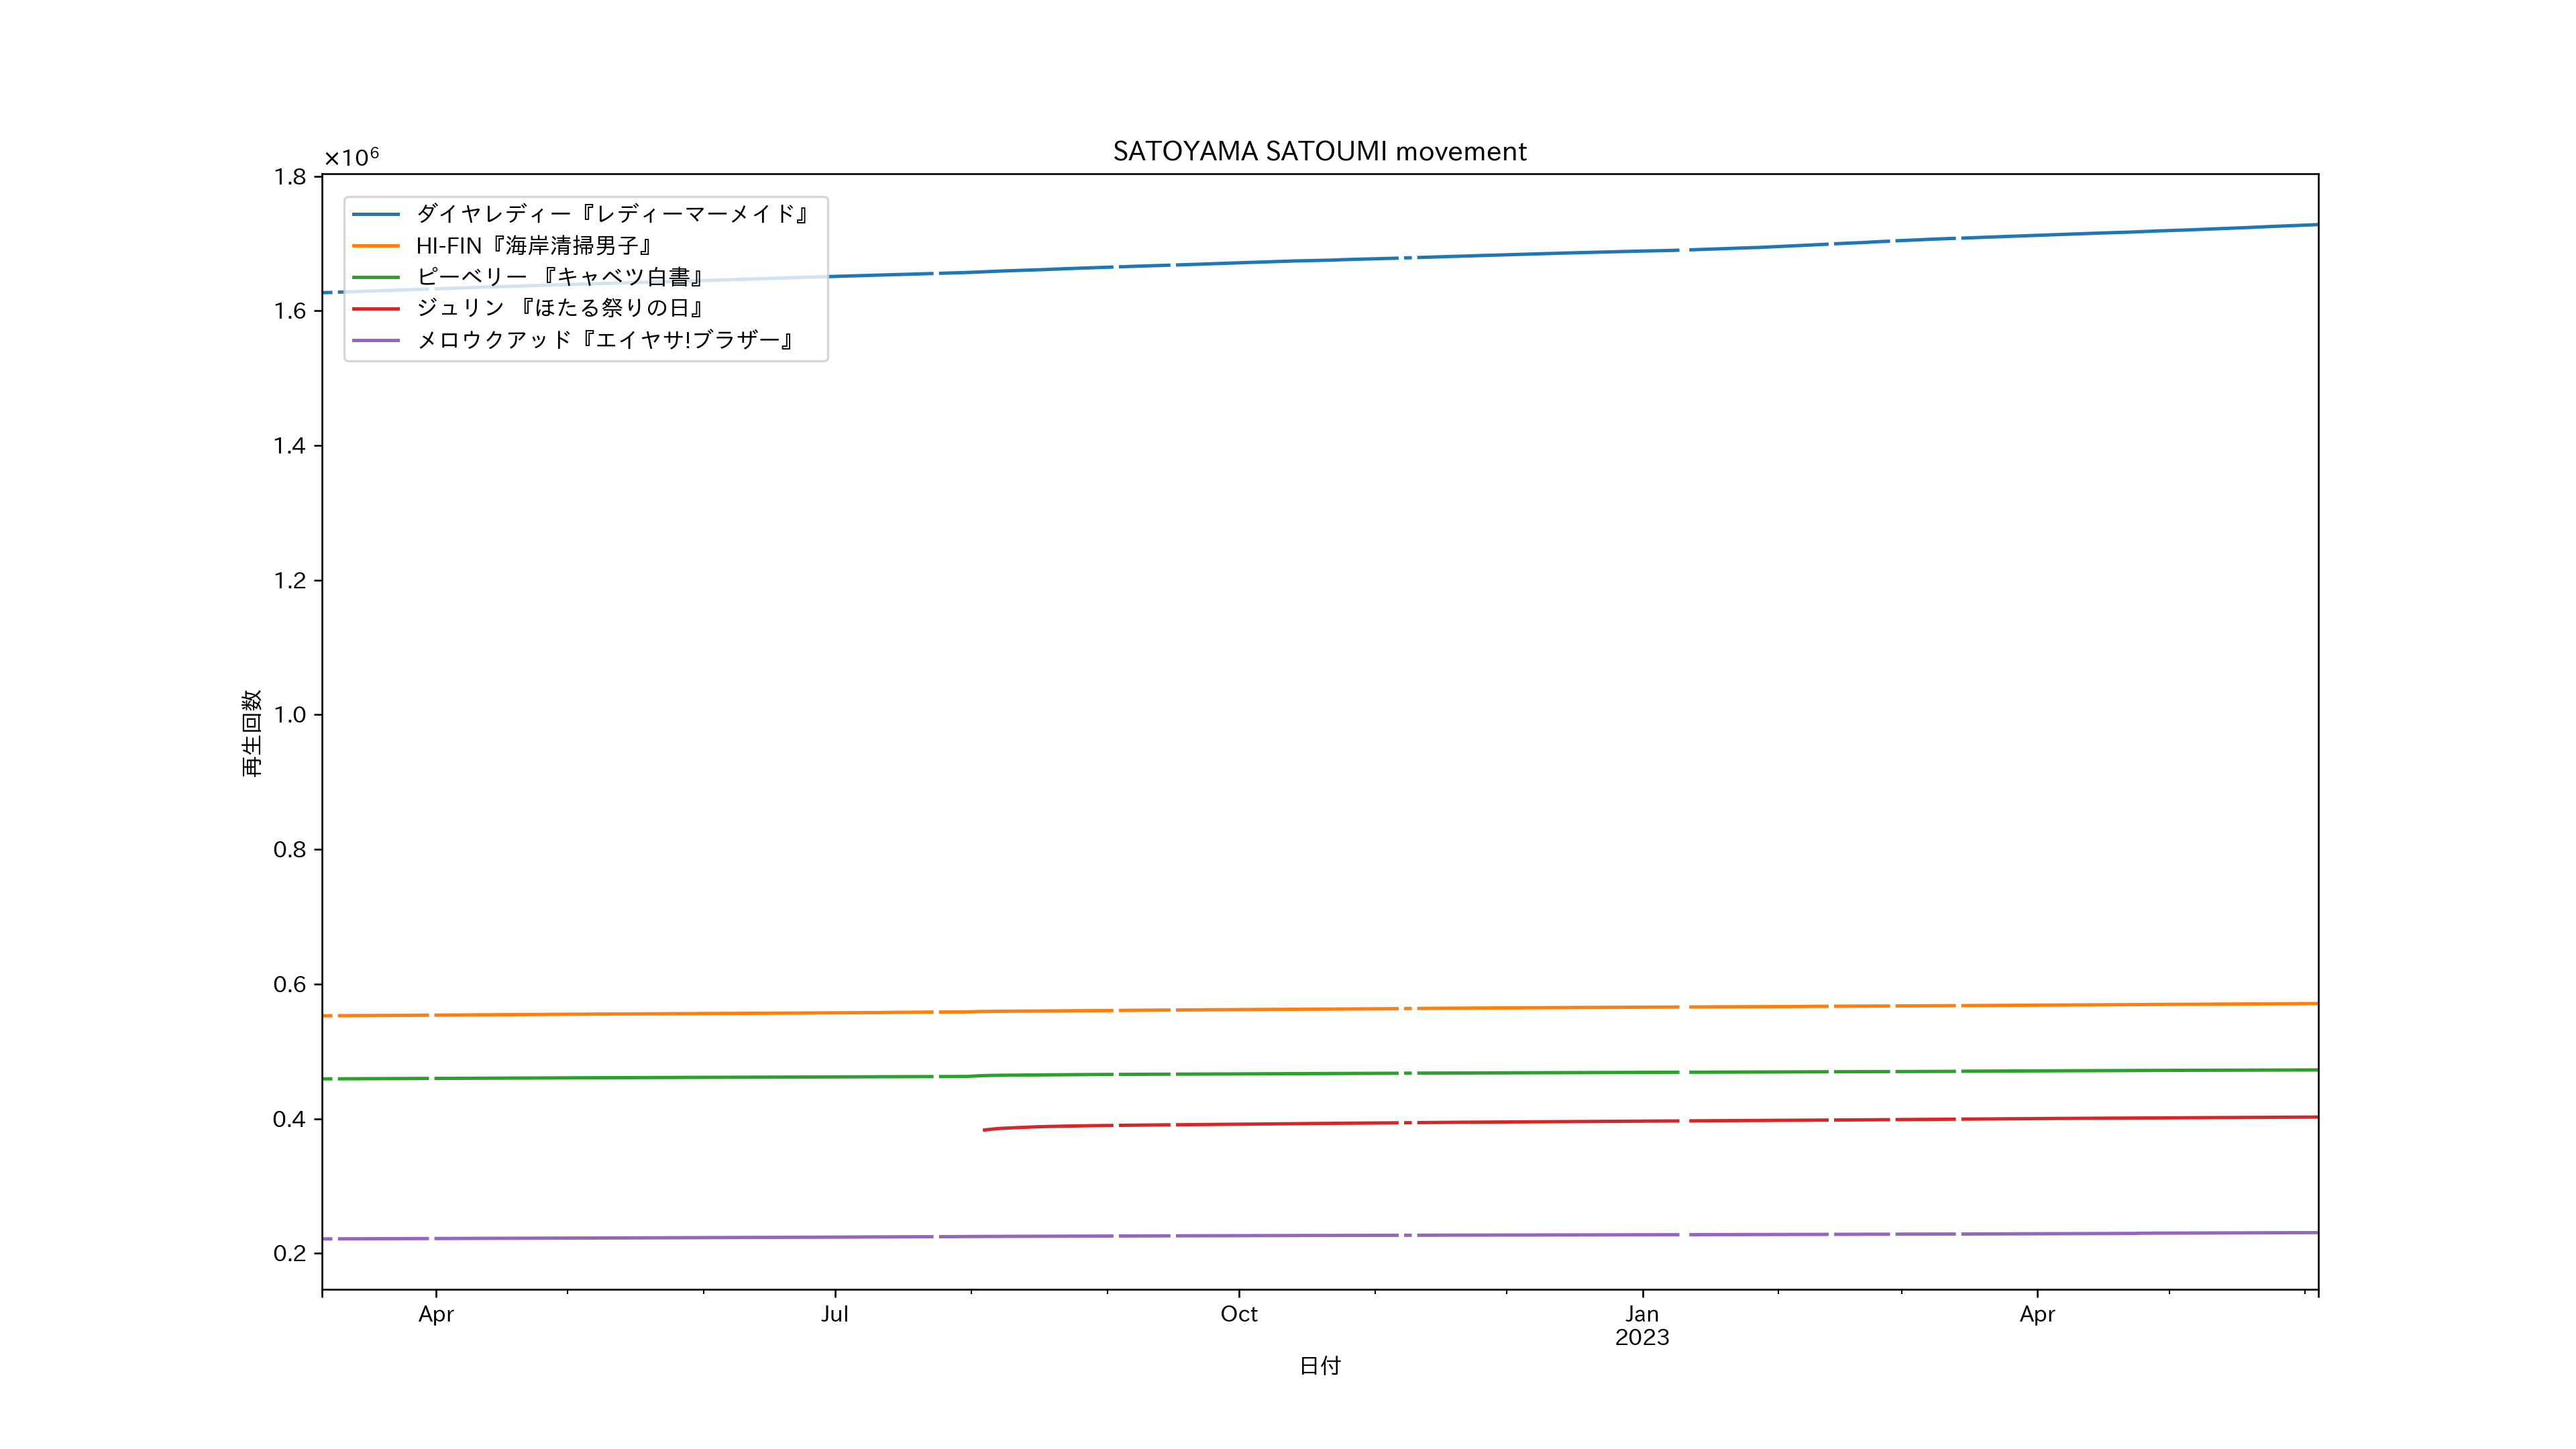 SATOYAMA SATOUMI movement
×10⁶
1.8
1.6
1.4
1.2
1.0
0.8
0.6
0.4
0.2
再生回数
ダイヤレディー『レディーマーメイド』
HI-FIN『海岸清掃男子』
ピーベリー 『キャベツ白書』
ジュリン 『ほたる祭りの日』
メロウクアッド『エイヤサ!ブラザー』
Apr Jul Oct Jan Apr
2023
日付